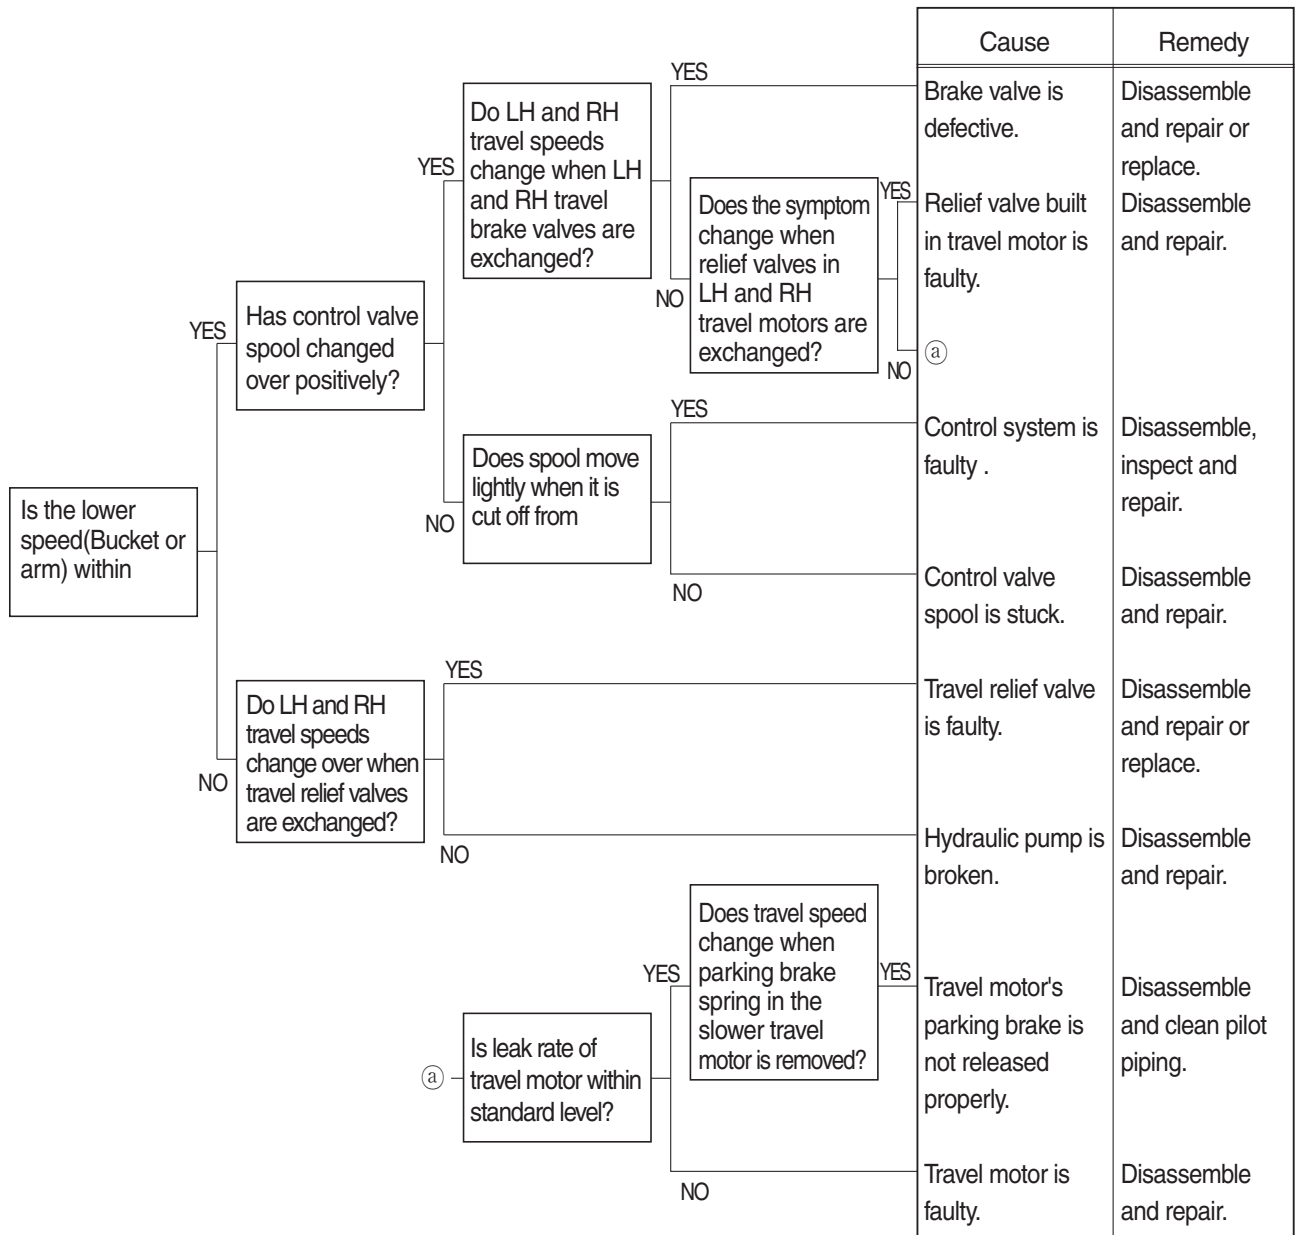 Cause
Remedy
YES
Brake valve is
defective.
Disassemble
and repair or
replace.
Do LH and RH
travel speeds
change when LH
and RH travel
brake valves are
exchanged?
YES
NO
Does the symptom
change when
relief valves in
LH and RH
travel motors are
exchanged?
YES
Relief valve built
in travel motor is
faulty.
Disassemble
and repair.
NO
ⓐ
YES
Has control valve
spool changed
over positively?
YES
Control system is
faulty .
Disassemble,
inspect and
repair.
NO
Does spool move
lightly when it is
cut off from
NO
Control valve
spool is stuck.
Disassemble
and repair.
Is the lower
speed(Bucket or
arm) within
NO
Do LH and RH
travel speeds
change over when
travel relief valves
are exchanged?
YES
Travel relief valve
is faulty.
Disassemble
and repair or
replace.
NO
Hydraulic pump is
broken.
Disassemble
and repair.
ⓐ
Is leak rate of
travel motor within
standard level?
YES
Does travel speed
change when
parking brake
spring in the
slower travel
motor is removed?
YES
Travel motor's
parking brake is
not released
properly.
Disassemble
and clean pilot
piping.
NO
Travel motor is
faulty.
Disassemble
and repair.